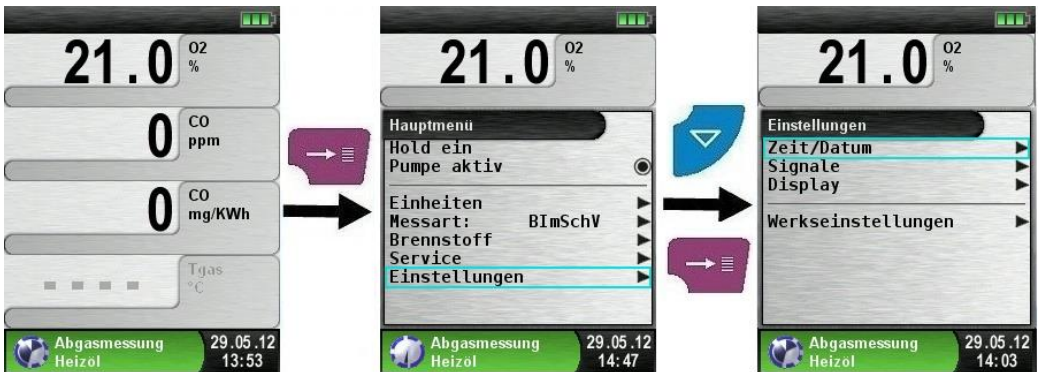 21.0 O2
%
0 CO
ppm
0 CO
mg/KWh
---- Tgas
°C
Abgasmessung 29.05.12
Heizöl 13:53
21.0 O2
%
Hauptmenü
Hold ein
Pumpe aktiv
Einheiten
Messart: BImSchV
Brennstoff
Service
Einstellungen
Abgasmessung 29.05.12
Heizöl 14:47
21.0 O2
%
Einstellungen
Zeit/Datum
Signale
Display
Werkseinstellungen
Abgasmessung 29.05.12
Heizöl 14:03